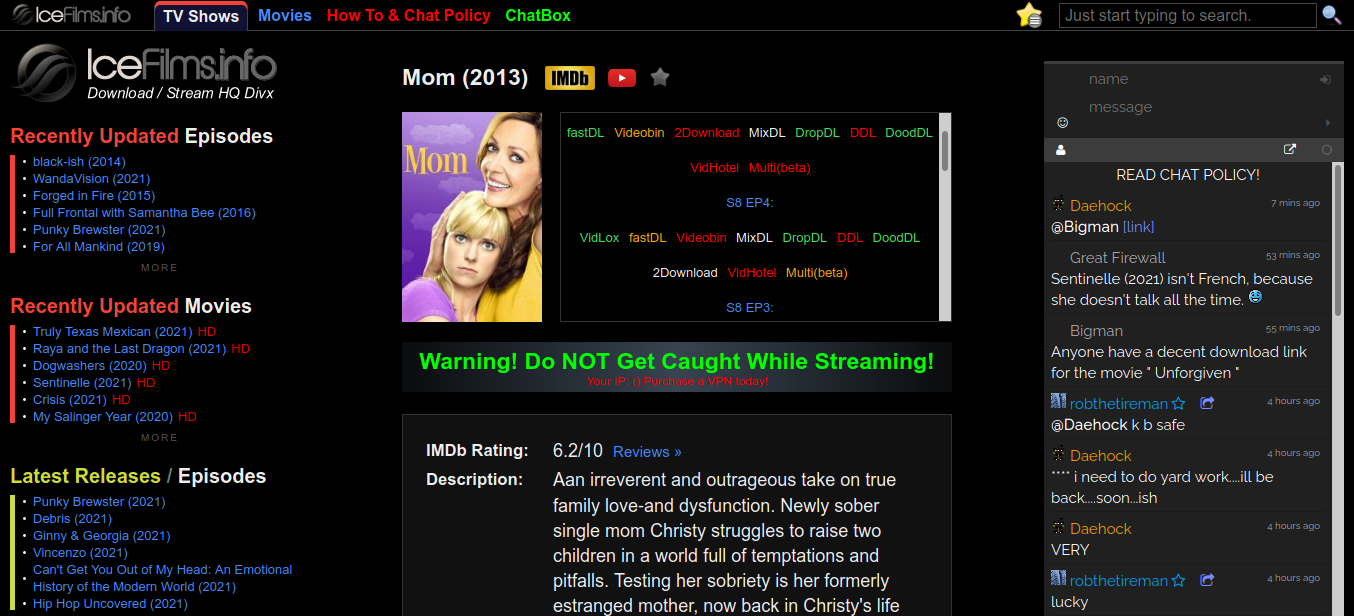 IceFilms.info TV Shows Movies How To & Chat Policy ChatBox Just start typing to search.
IceFilms.info
Download / Stream HQ Divx
Recently Updated Episodes
• black-ish (2014)
• WandaVision (2021)
• Forged in Fire (2015)
• Full Frontal with Samantha Bee (2016)
• Punky Brewster (2021)
• For All Mankind (2019)
MORE
Recently Updated Movies
• Truly Texas Mexican (2021) HD
• Raya and the Last Dragon (2021) HD
• Dogwashers (2020) HD
• Sentinelle (2021) HD
• Crisis (2021) HD
• My Salinger Year (2020) HD
MORE
Latest Releases / Episodes
• Punky Brewster (2021)
• Debris (2021)
• Ginny & Georgia (2021)
• Vincenzo (2021)
• Can't Get You Out of My Head: An Emotional
History of the Modern World (2021)
• Hip Hop Uncovered (2021)
Mom (2013) IMDb
Mom
fastDL Videobin 2Download MixDL DropDL DDL DoodDL
VidHotel Multi(beta)
S8 EP4:
VidLox fastDL Videobin MixDL DropDL DDL DoodDL
2Download VidHotel Multi(beta)
S8 EP3:
Warning! Do NOT Get Caught While Streaming!
Your IP: () Purchase a VPN today!
IMDb Rating: 6.2/10 Reviews »
Description: Aan irreverent and outrageous take on true
family love-and dysfunction. Newly sober
single mom Christy struggles to raise two
children in a world full of temptations and
pitfalls. Testing her sobriety is her formerly
estranged mother, now back in Christy's life
name
message
READ CHAT POLICY!
Daehock 7 mins ago
@Bigman [link]
Great Firewall 53 mins ago
Sentinelle (2021) isn't French, because
she doesn't talk all the time.
Bigman 55 mins ago
Anyone have a decent download link
for the movie " Unforgiven "
robthetireman 4 hours ago
@Daehock k b safe
Daehock 4 hours ago
**** i need to do yard work....ill be
back....soon...ish
Daehock 4 hours ago
VERY
robthetireman 4 hours ago
lucky